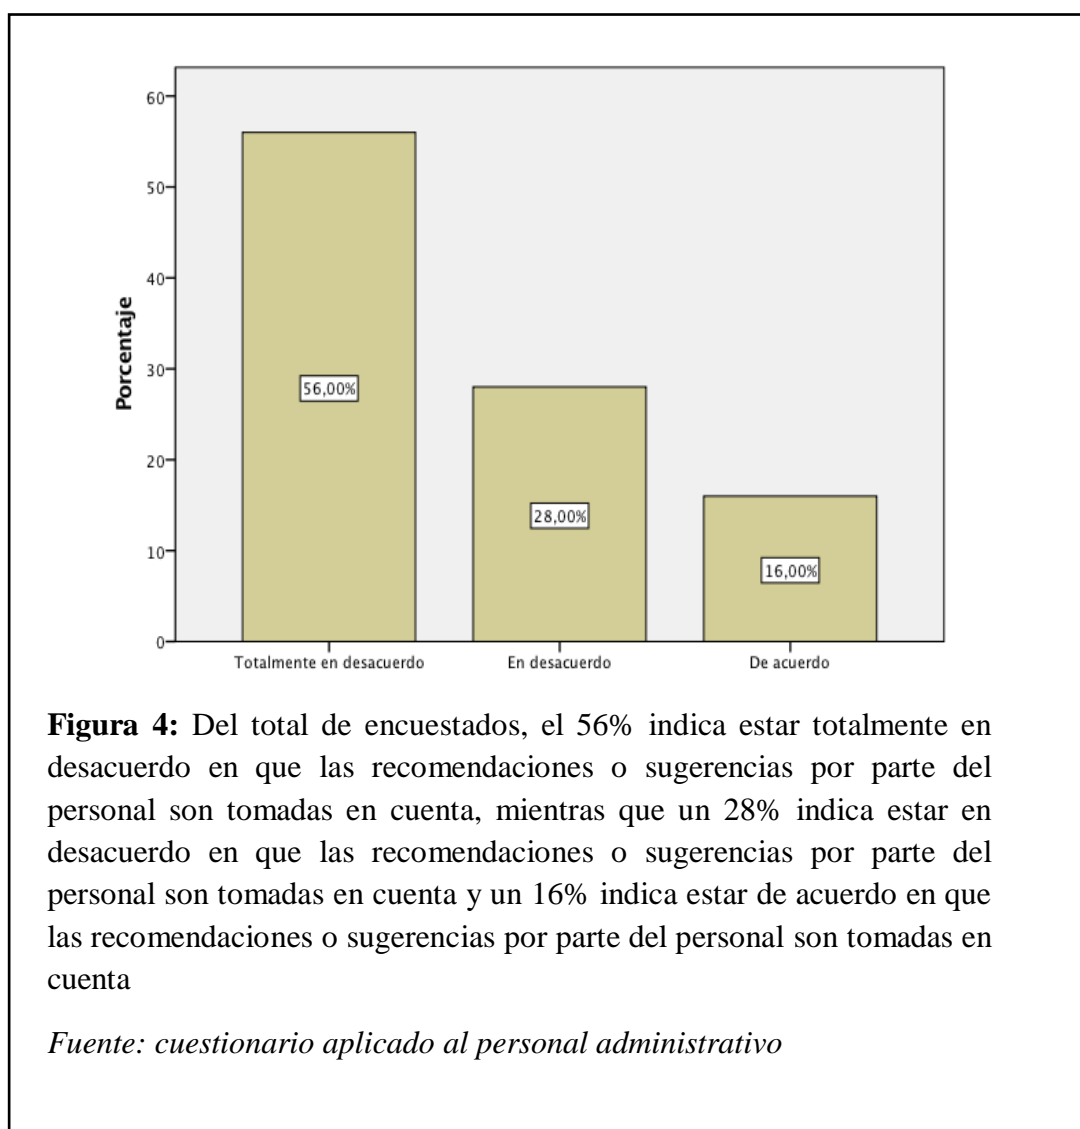 60
50
40
30
20
10
0
Porcentaje
56,00%
28,00%
16,00%
Totalmente en desacuerdo
En desacuerdo
De acuerdo
Figura 4: Del total de encuestados, el 56% indica estar totalmente en
desacuerdo en que las recomendaciones o sugerencias por parte del
personal son tomadas en cuenta, mientras que un 28% indica estar en
desacuerdo en que las recomendaciones o sugerencias por parte del
personal son tomadas en cuenta y un 16% indica estar de acuerdo en que
las recomendaciones o sugerencias por parte del personal son tomadas en
cuenta
Fuente: cuestionario aplicado al personal administrativo